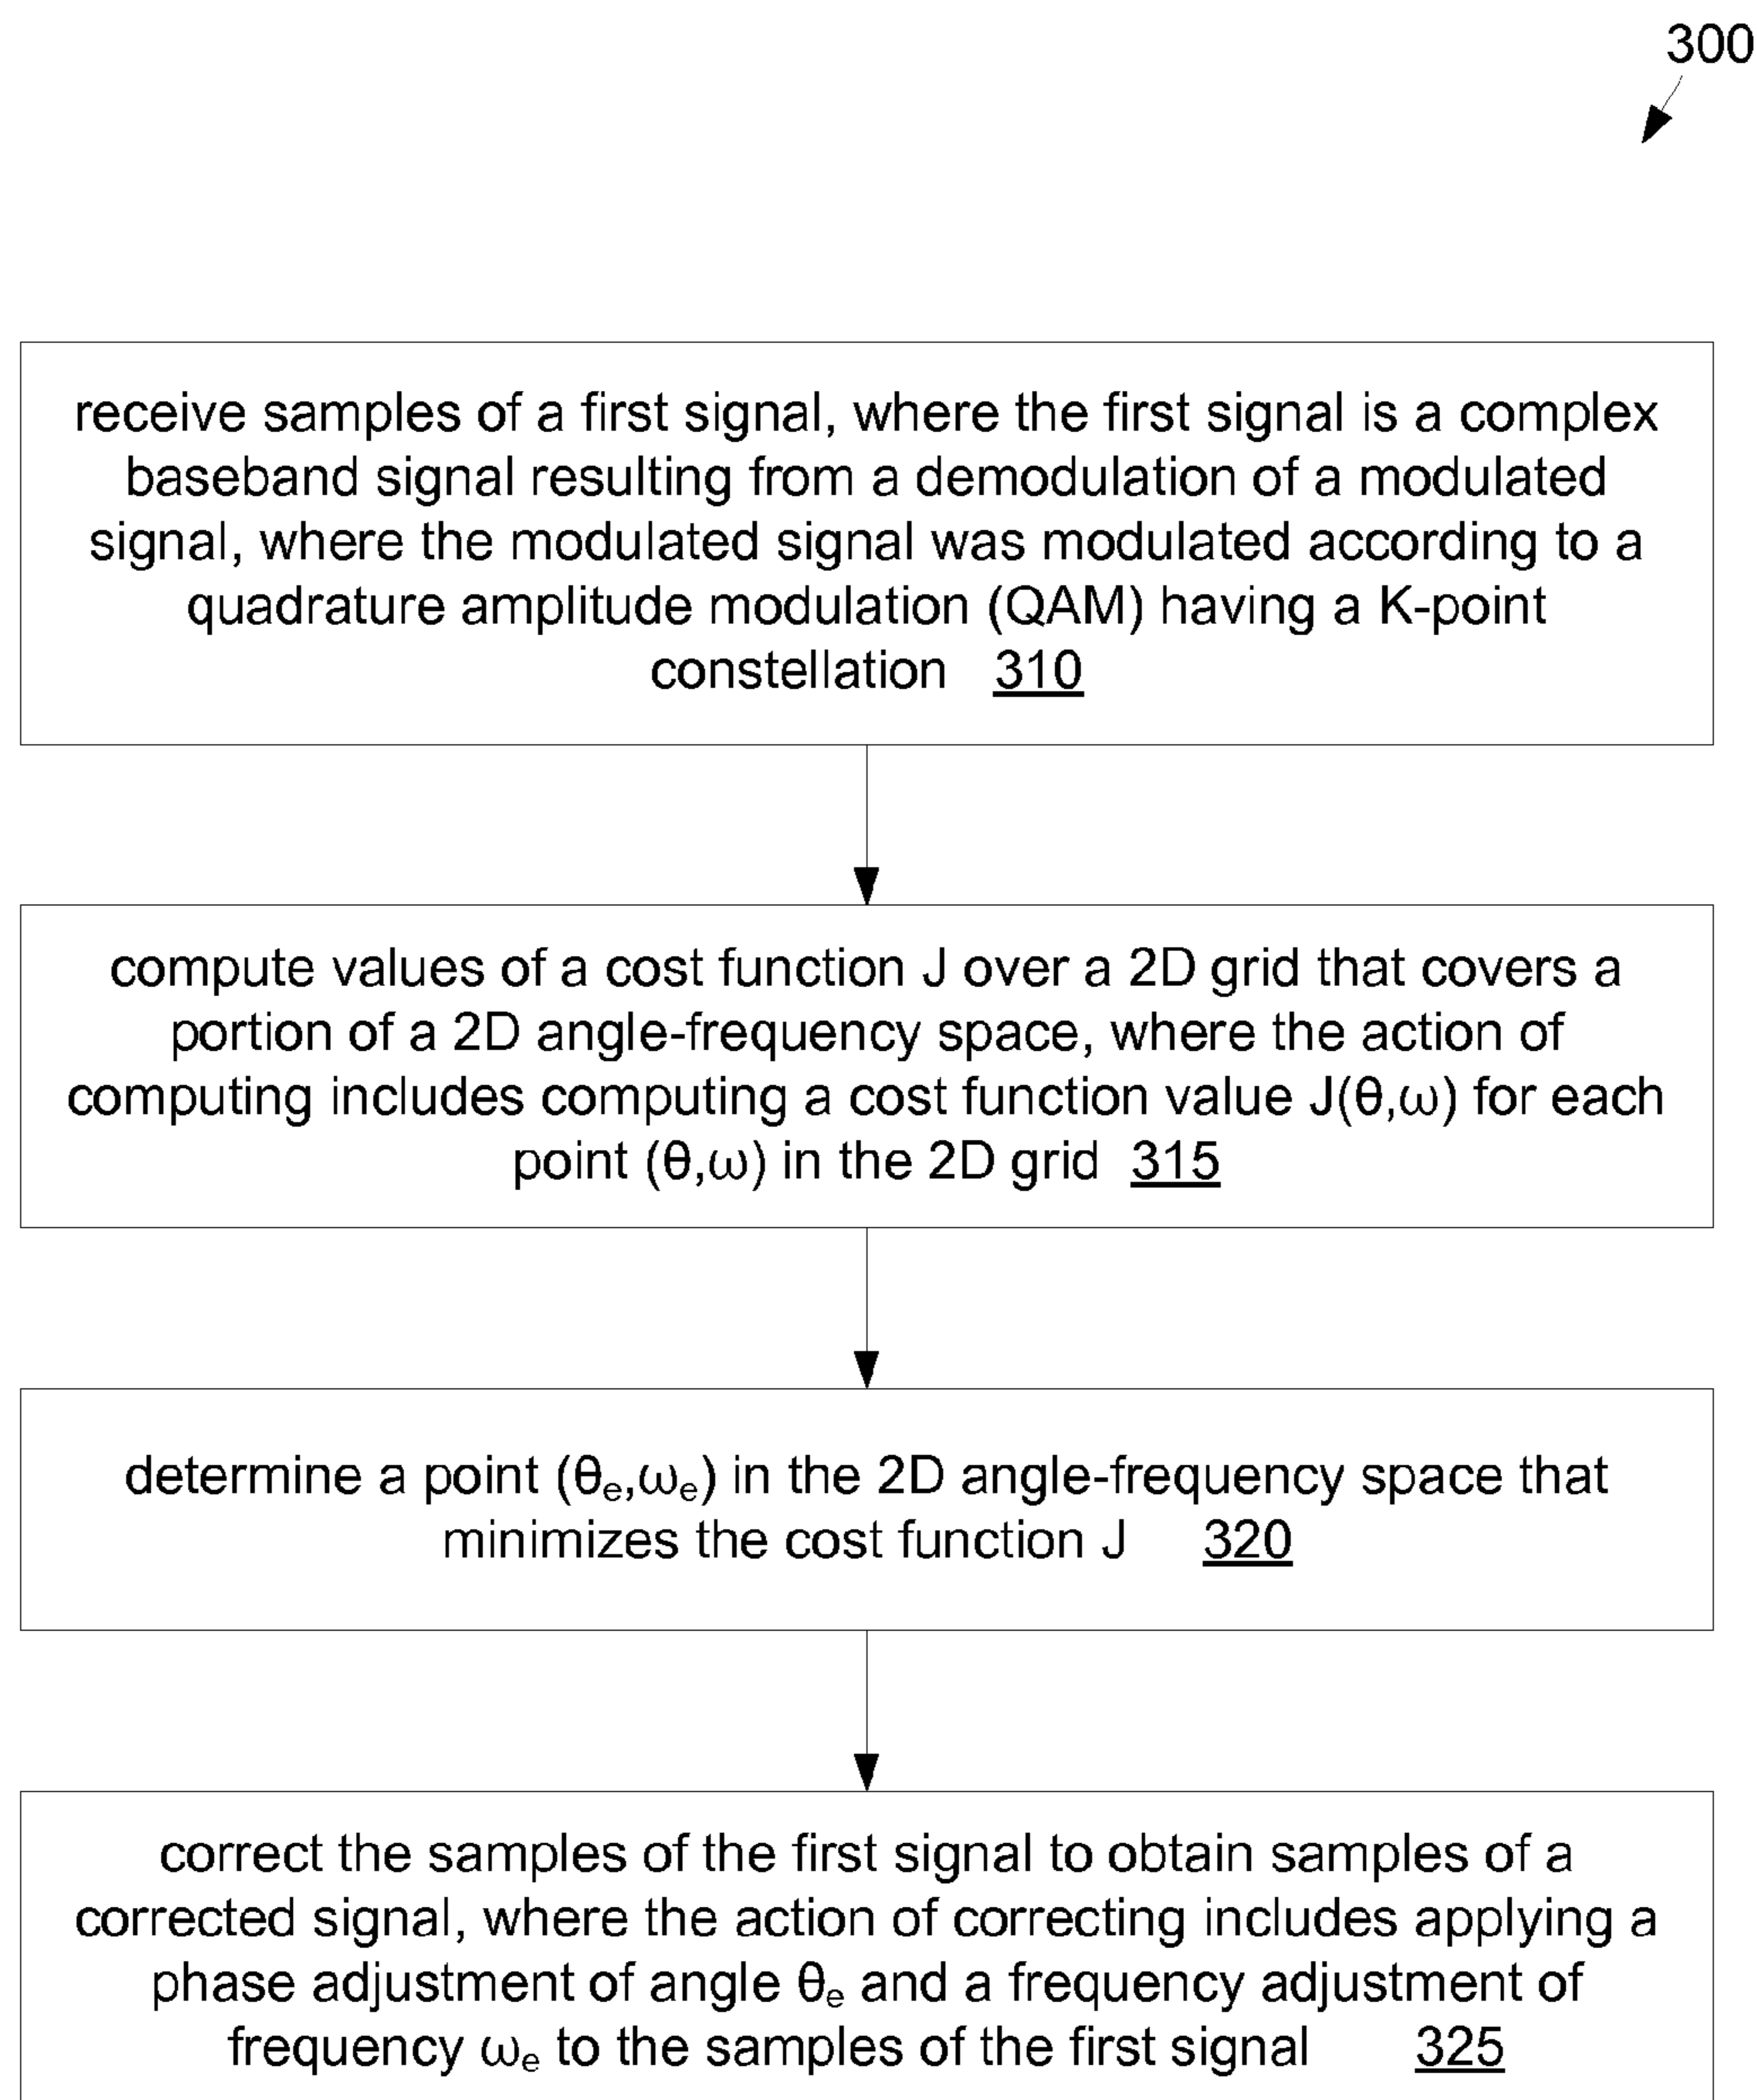 300
receive samples of a first signal, where the first signal is a complex
baseband signal resulting from a demodulation of a modulated
signal, where the modulated signal was modulated according to a
quadrature amplitude modulation (QAM) having a K-point
constellation 310
compute values of a cost function J over a 2D grid that covers a
portion of a 2D angle-frequency space, where the action of
computing includes computing a cost function value J(θ,ω) for each
point (θ,ω) in the 2D grid 315
determine a point (θₑ,ωₑ) in the 2D angle-frequency space that
minimizes the cost function J 320
correct the samples of the first signal to obtain samples of a
corrected signal, where the action of correcting includes applying a
phase adjustment of angle θₑ and a frequency adjustment of
frequency ωₑ to the samples of the first signal 325